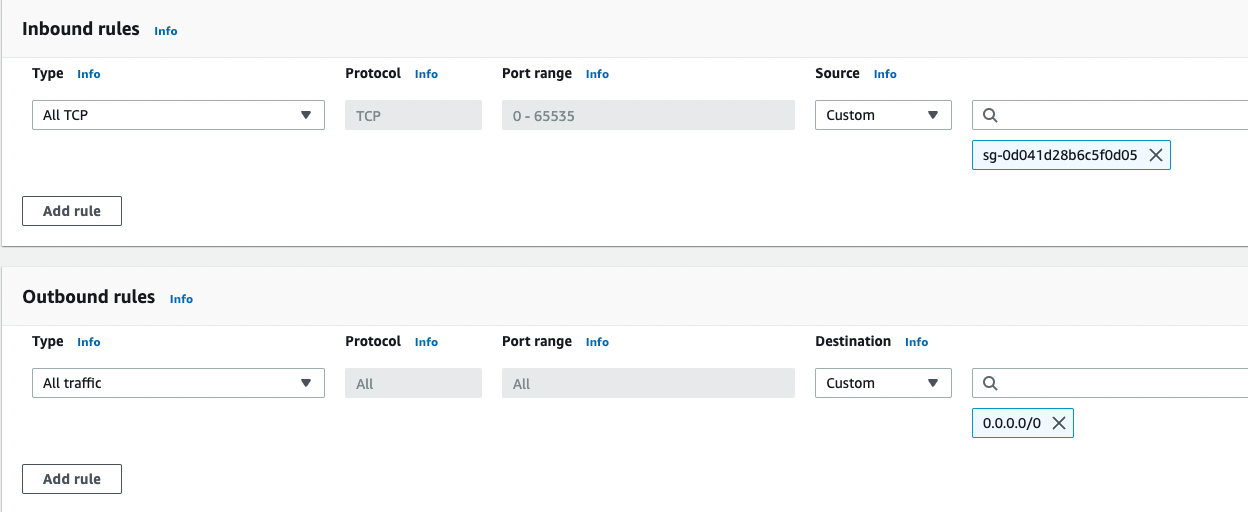 Inbound rules Info
Type Info Protocol Info Port range Info Source Info
All TCP TCP 0 - 65535 Custom
sg-0d041d28b6c5f0d05
Add rule
Outbound rules Info
Type Info Protocol Info Port range Info Destination Info
All traffic All All Custom
0.0.0.0/0
Add rule